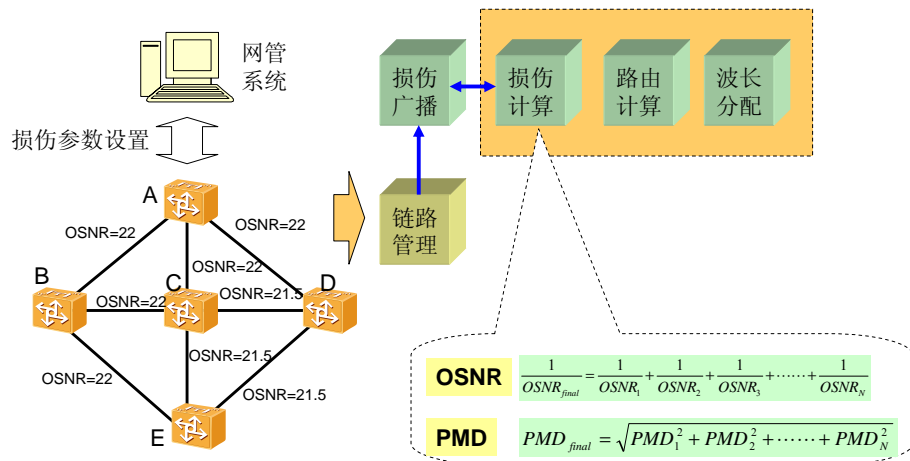 网管
系统
损伤参数设置
损伤
广播
损伤
计算
路由
计算
波长
分配
链路
管理
A
OSNR=22
OSNR=22
OSNR=22
B
C
D
OSNR=22
OSNR=21.5
OSNR=21.5
OSNR=22
OSNR=21.5
E
OSNR
1/OSNR_final = 1/OSNR_1 + 1/OSNR_2 + 1/OSNR_3 + ⋯⋯ + 1/OSNR_N
PMD
PMD_final = √(PMD_1^2 + PMD_2^2 + ⋯⋯ + PMD_N^2)